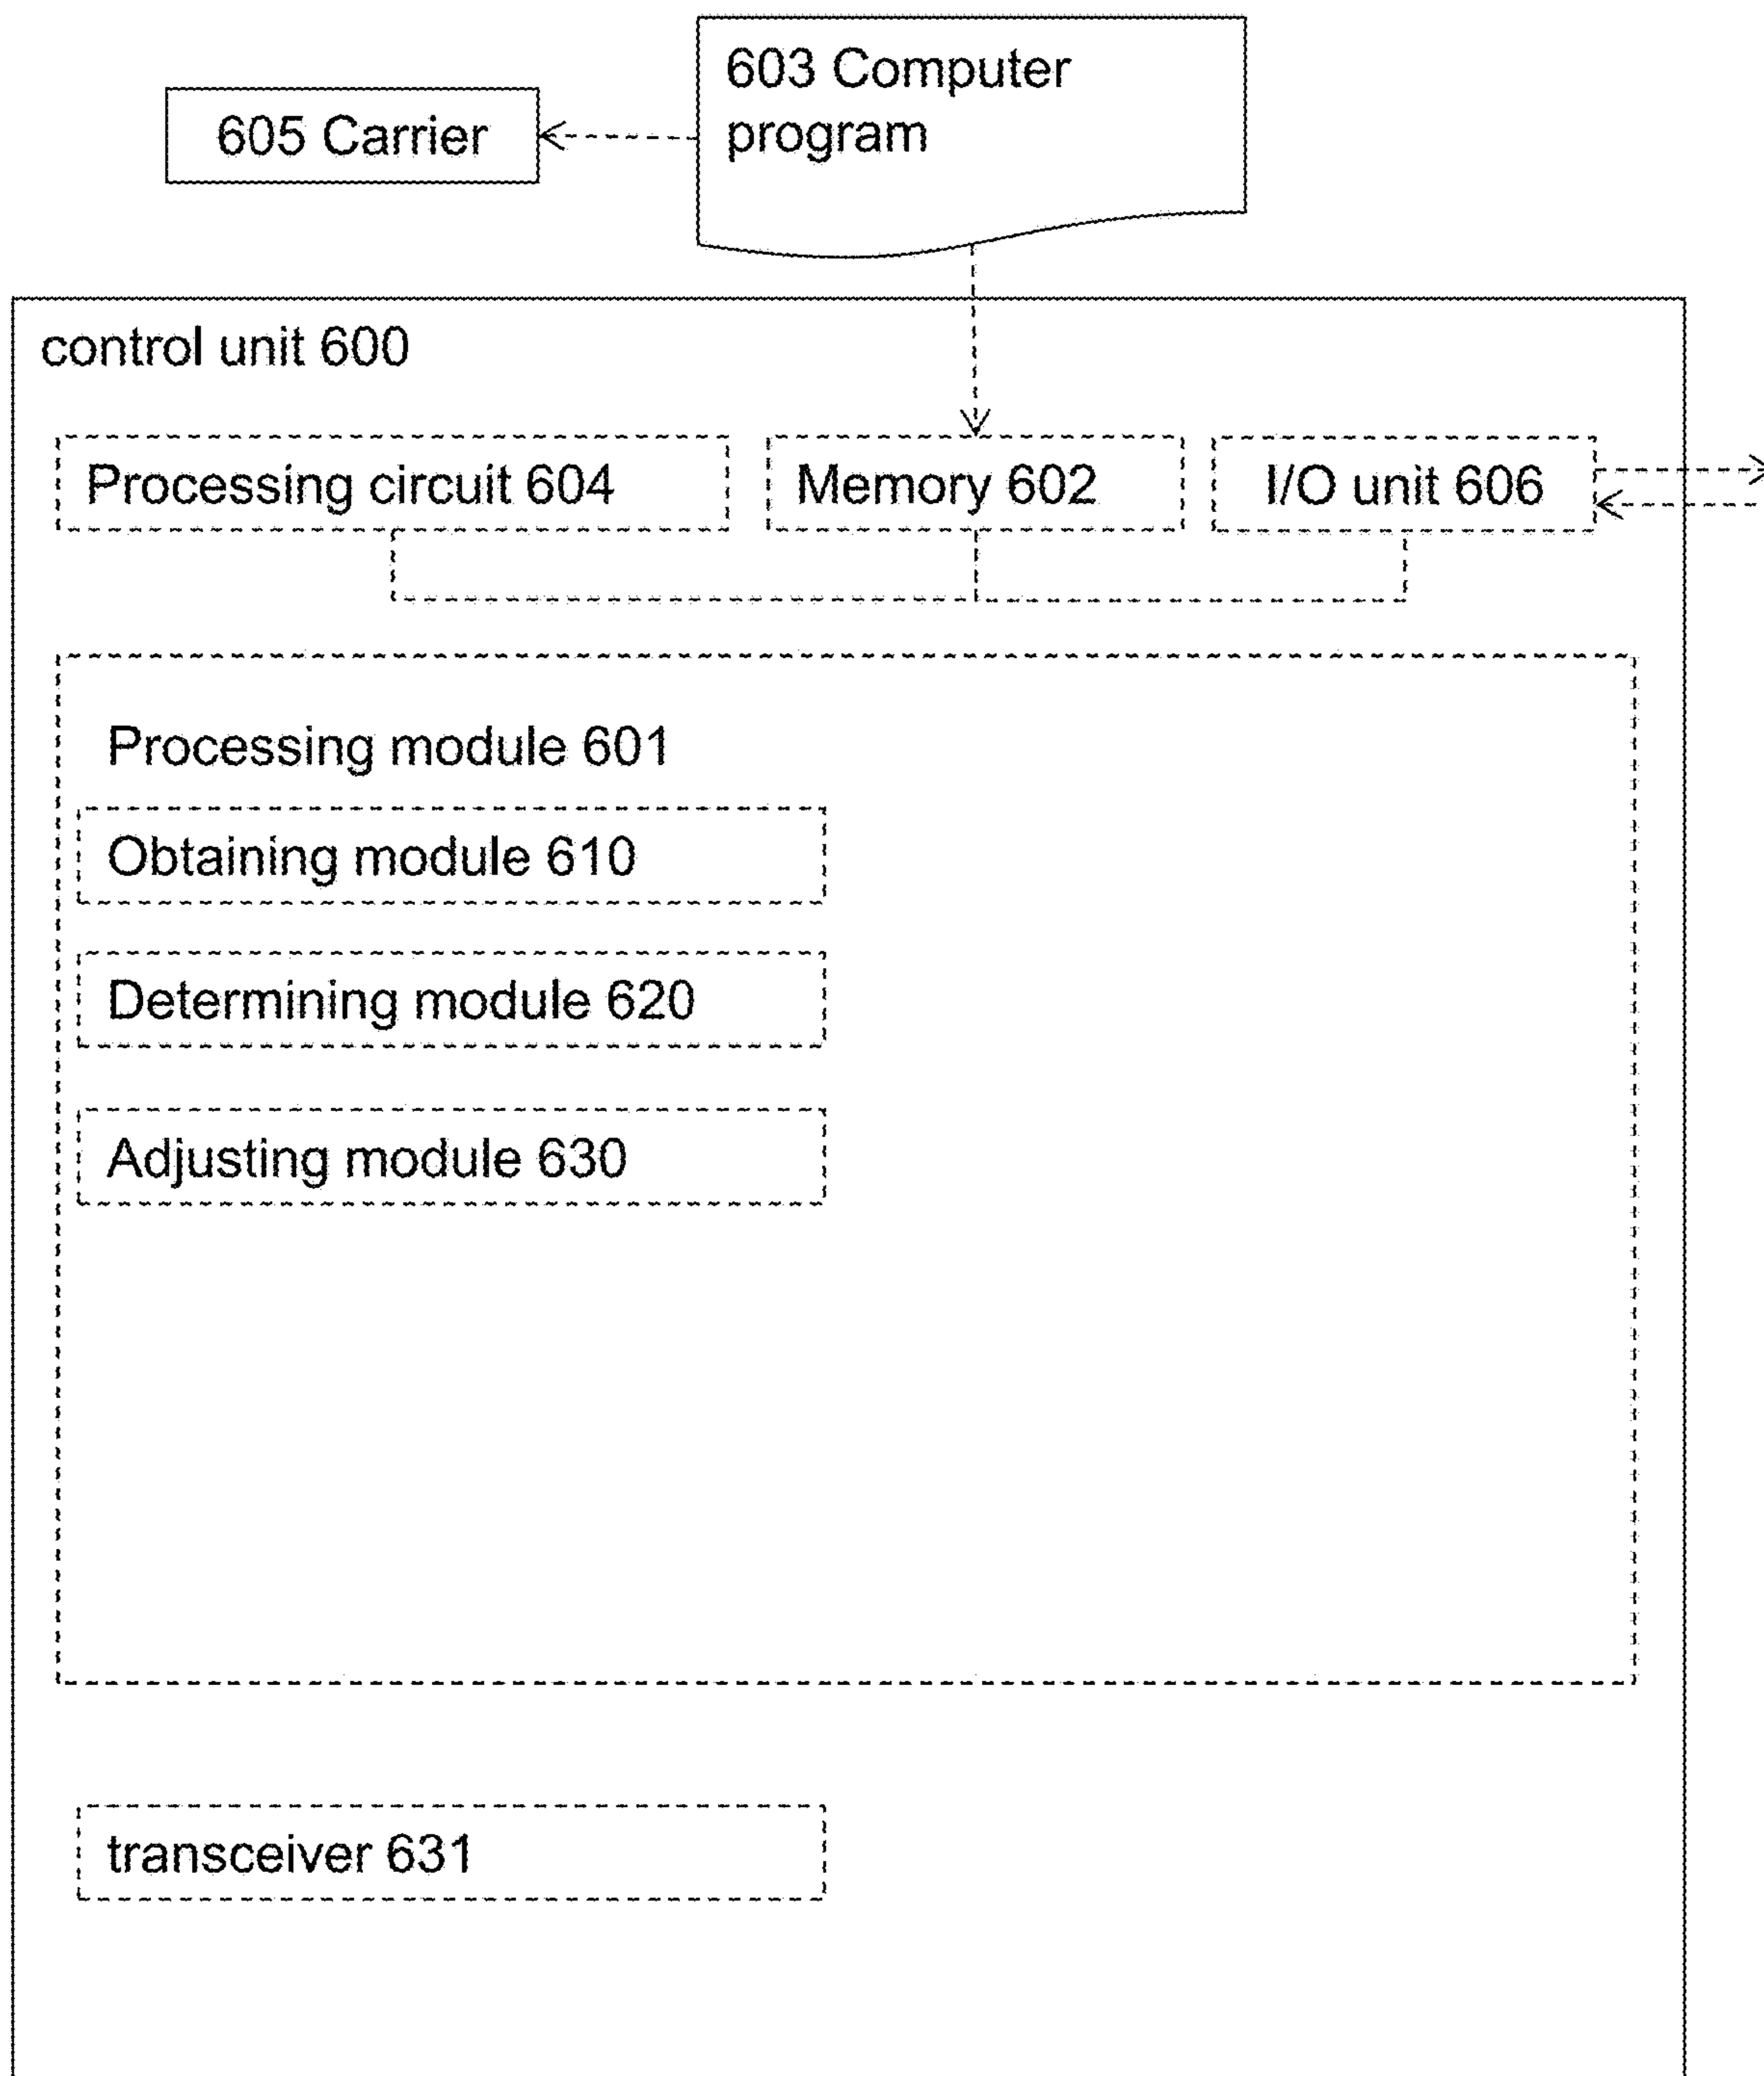 603 Computer
program
605 Carrier
control unit 600
Processing circuit 604
Memory 602
I/O unit 606
Processing module 601
Obtaining module 610
Determining module 620
Adjusting module 630
transceiver 631